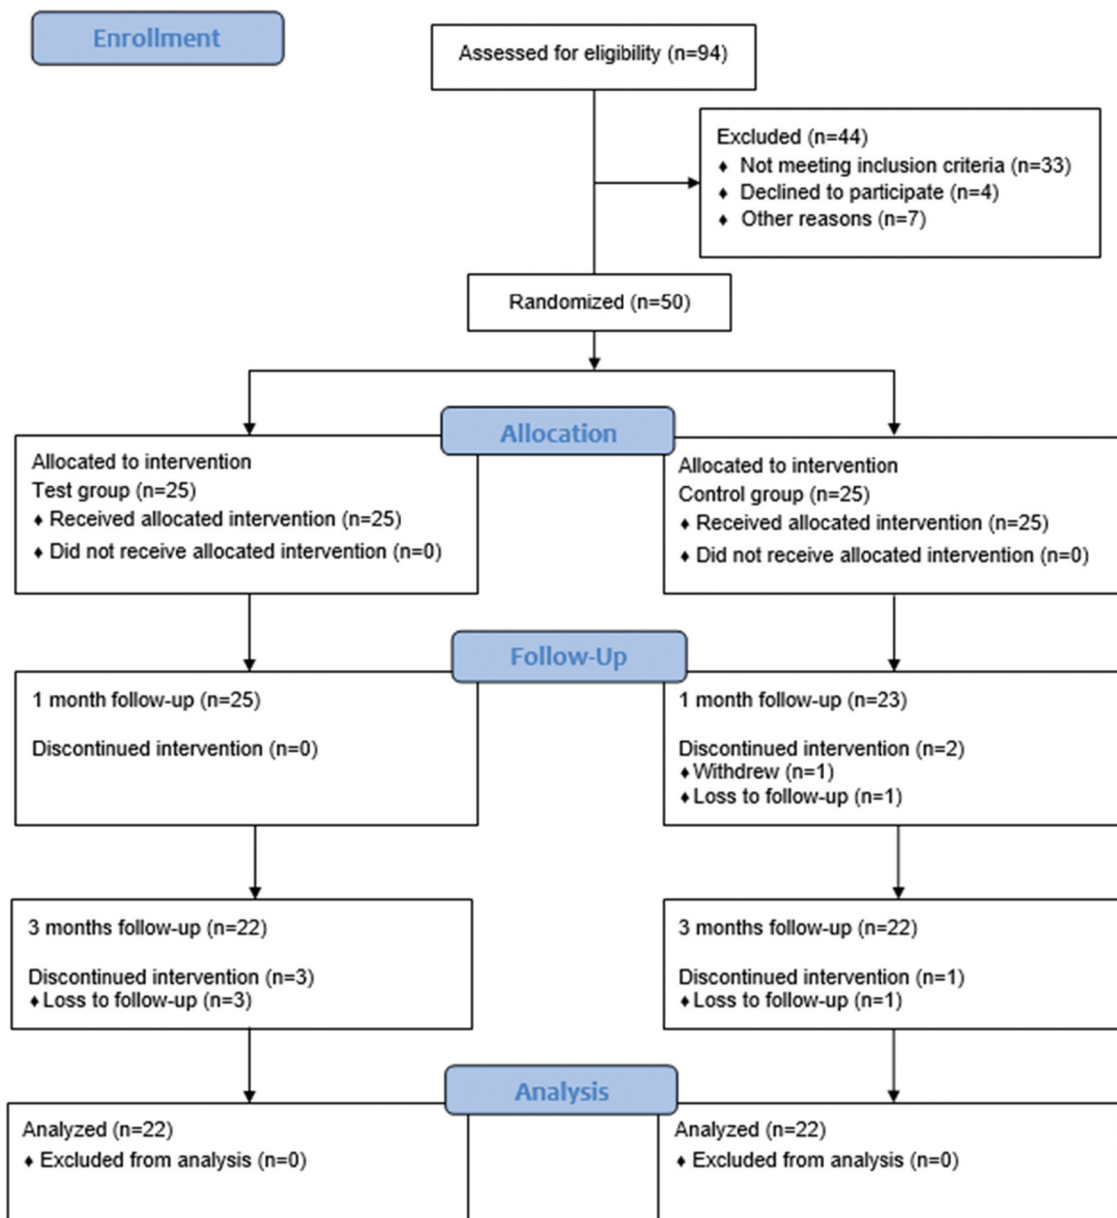 Enrollment
Assessed for eligibility (n=94)
Excluded (n=44)
♦ Not meeting inclusion criteria (n=33)
♦ Declined to participate (n=4)
♦ Other reasons (n=7)
Randomized (n=50)
Allocation
Allocated to intervention
Test group (n=25)
♦ Received allocated intervention (n=25)
♦ Did not receive allocated intervention (n=0)
Allocated to intervention
Control group (n=25)
♦ Received allocated intervention (n=25)
♦ Did not receive allocated intervention (n=0)
Follow-Up
1 month follow-up (n=25)
Discontinued intervention (n=0)
1 month follow-up (n=23)
Discontinued intervention (n=2)
♦ Withdrew (n=1)
♦ Loss to follow-up (n=1)
3 months follow-up (n=22)
Discontinued intervention (n=3)
♦ Loss to follow-up (n=3)
3 months follow-up (n=22)
Discontinued intervention (n=1)
♦ Loss to follow-up (n=1)
Analysis
Analyzed (n=22)
♦ Excluded from analysis (n=0)
Analyzed (n=22)
♦ Excluded from analysis (n=0)